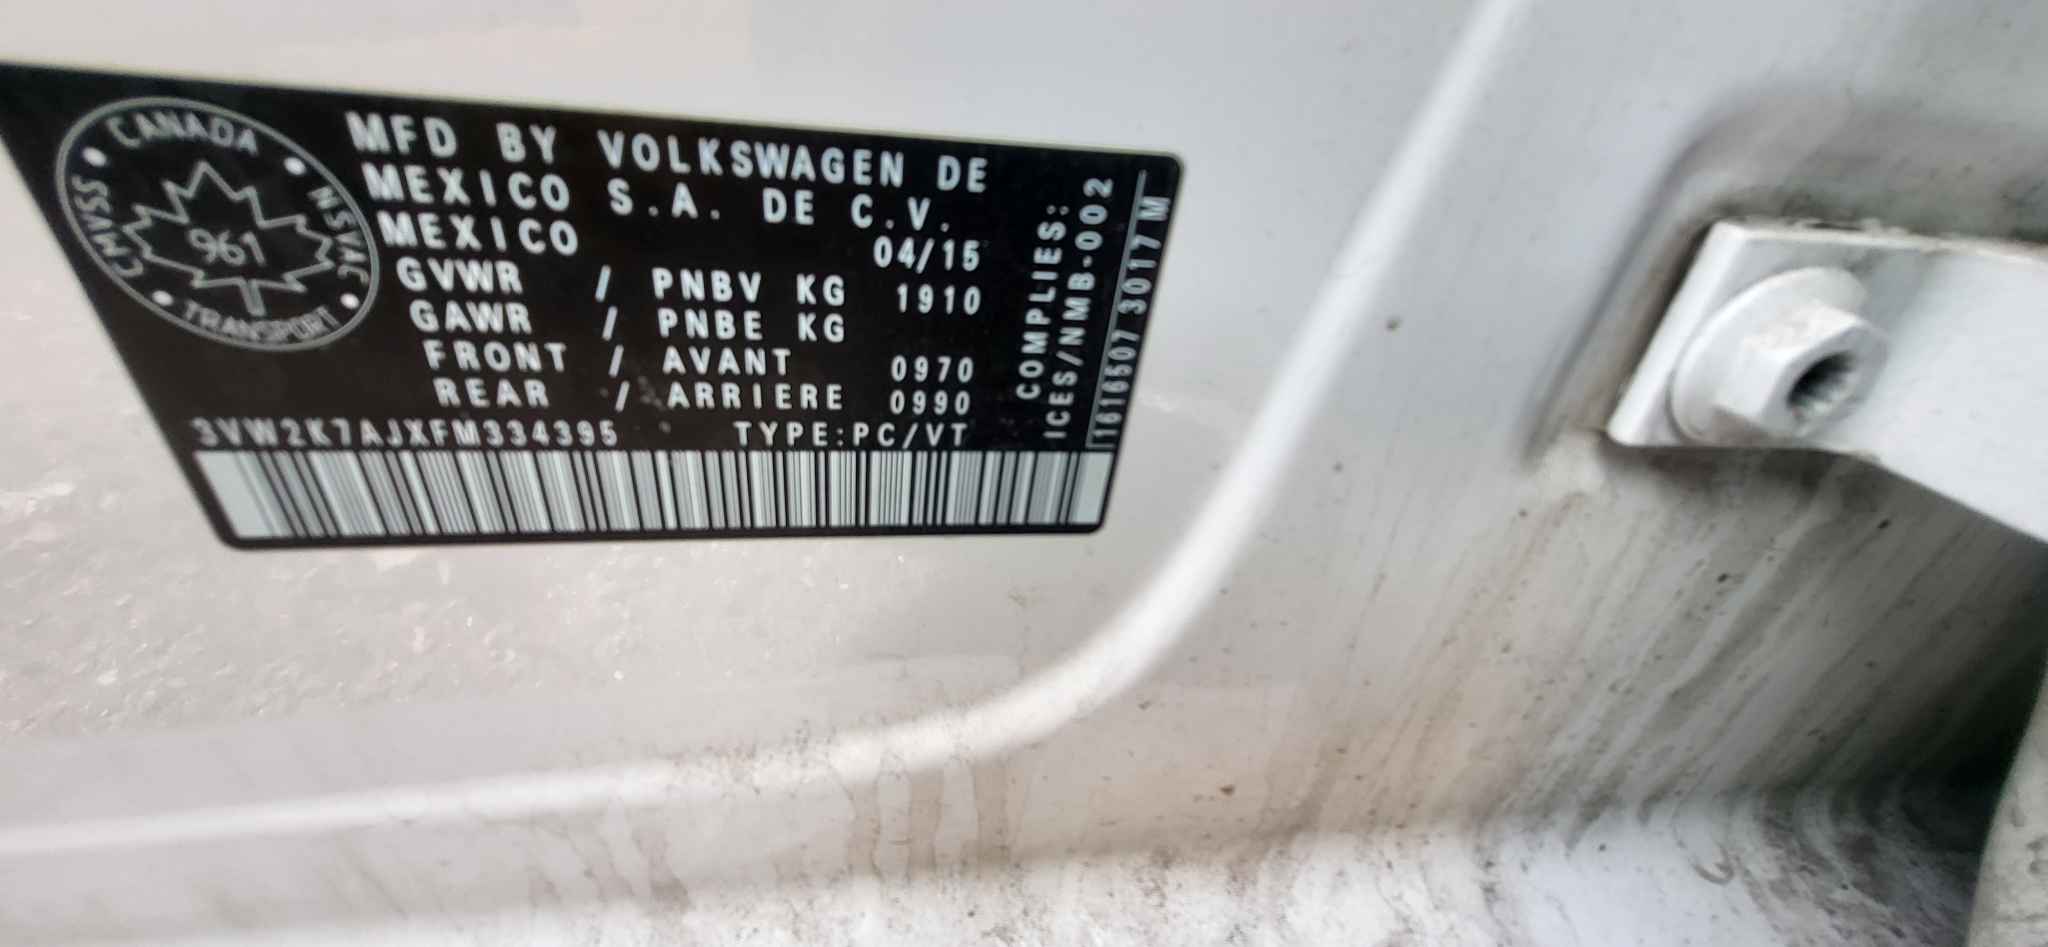 CANADA
NSVAC
TRANSPORT
CMVSS
961
MFD BY VOLKSWAGEN DE
MEXICO S.A. DE C.V.
MEXICO 04/15
GVWR / PNBV KG 1910
GAWR / PNBE KG
FRONT / AVANT 0970
REAR / ARRIERE 0990
3VW2K7AJXFM334395 TYPE:PC/VT
COMPLIES:
ICES/NMB-002
1616507 3017 M